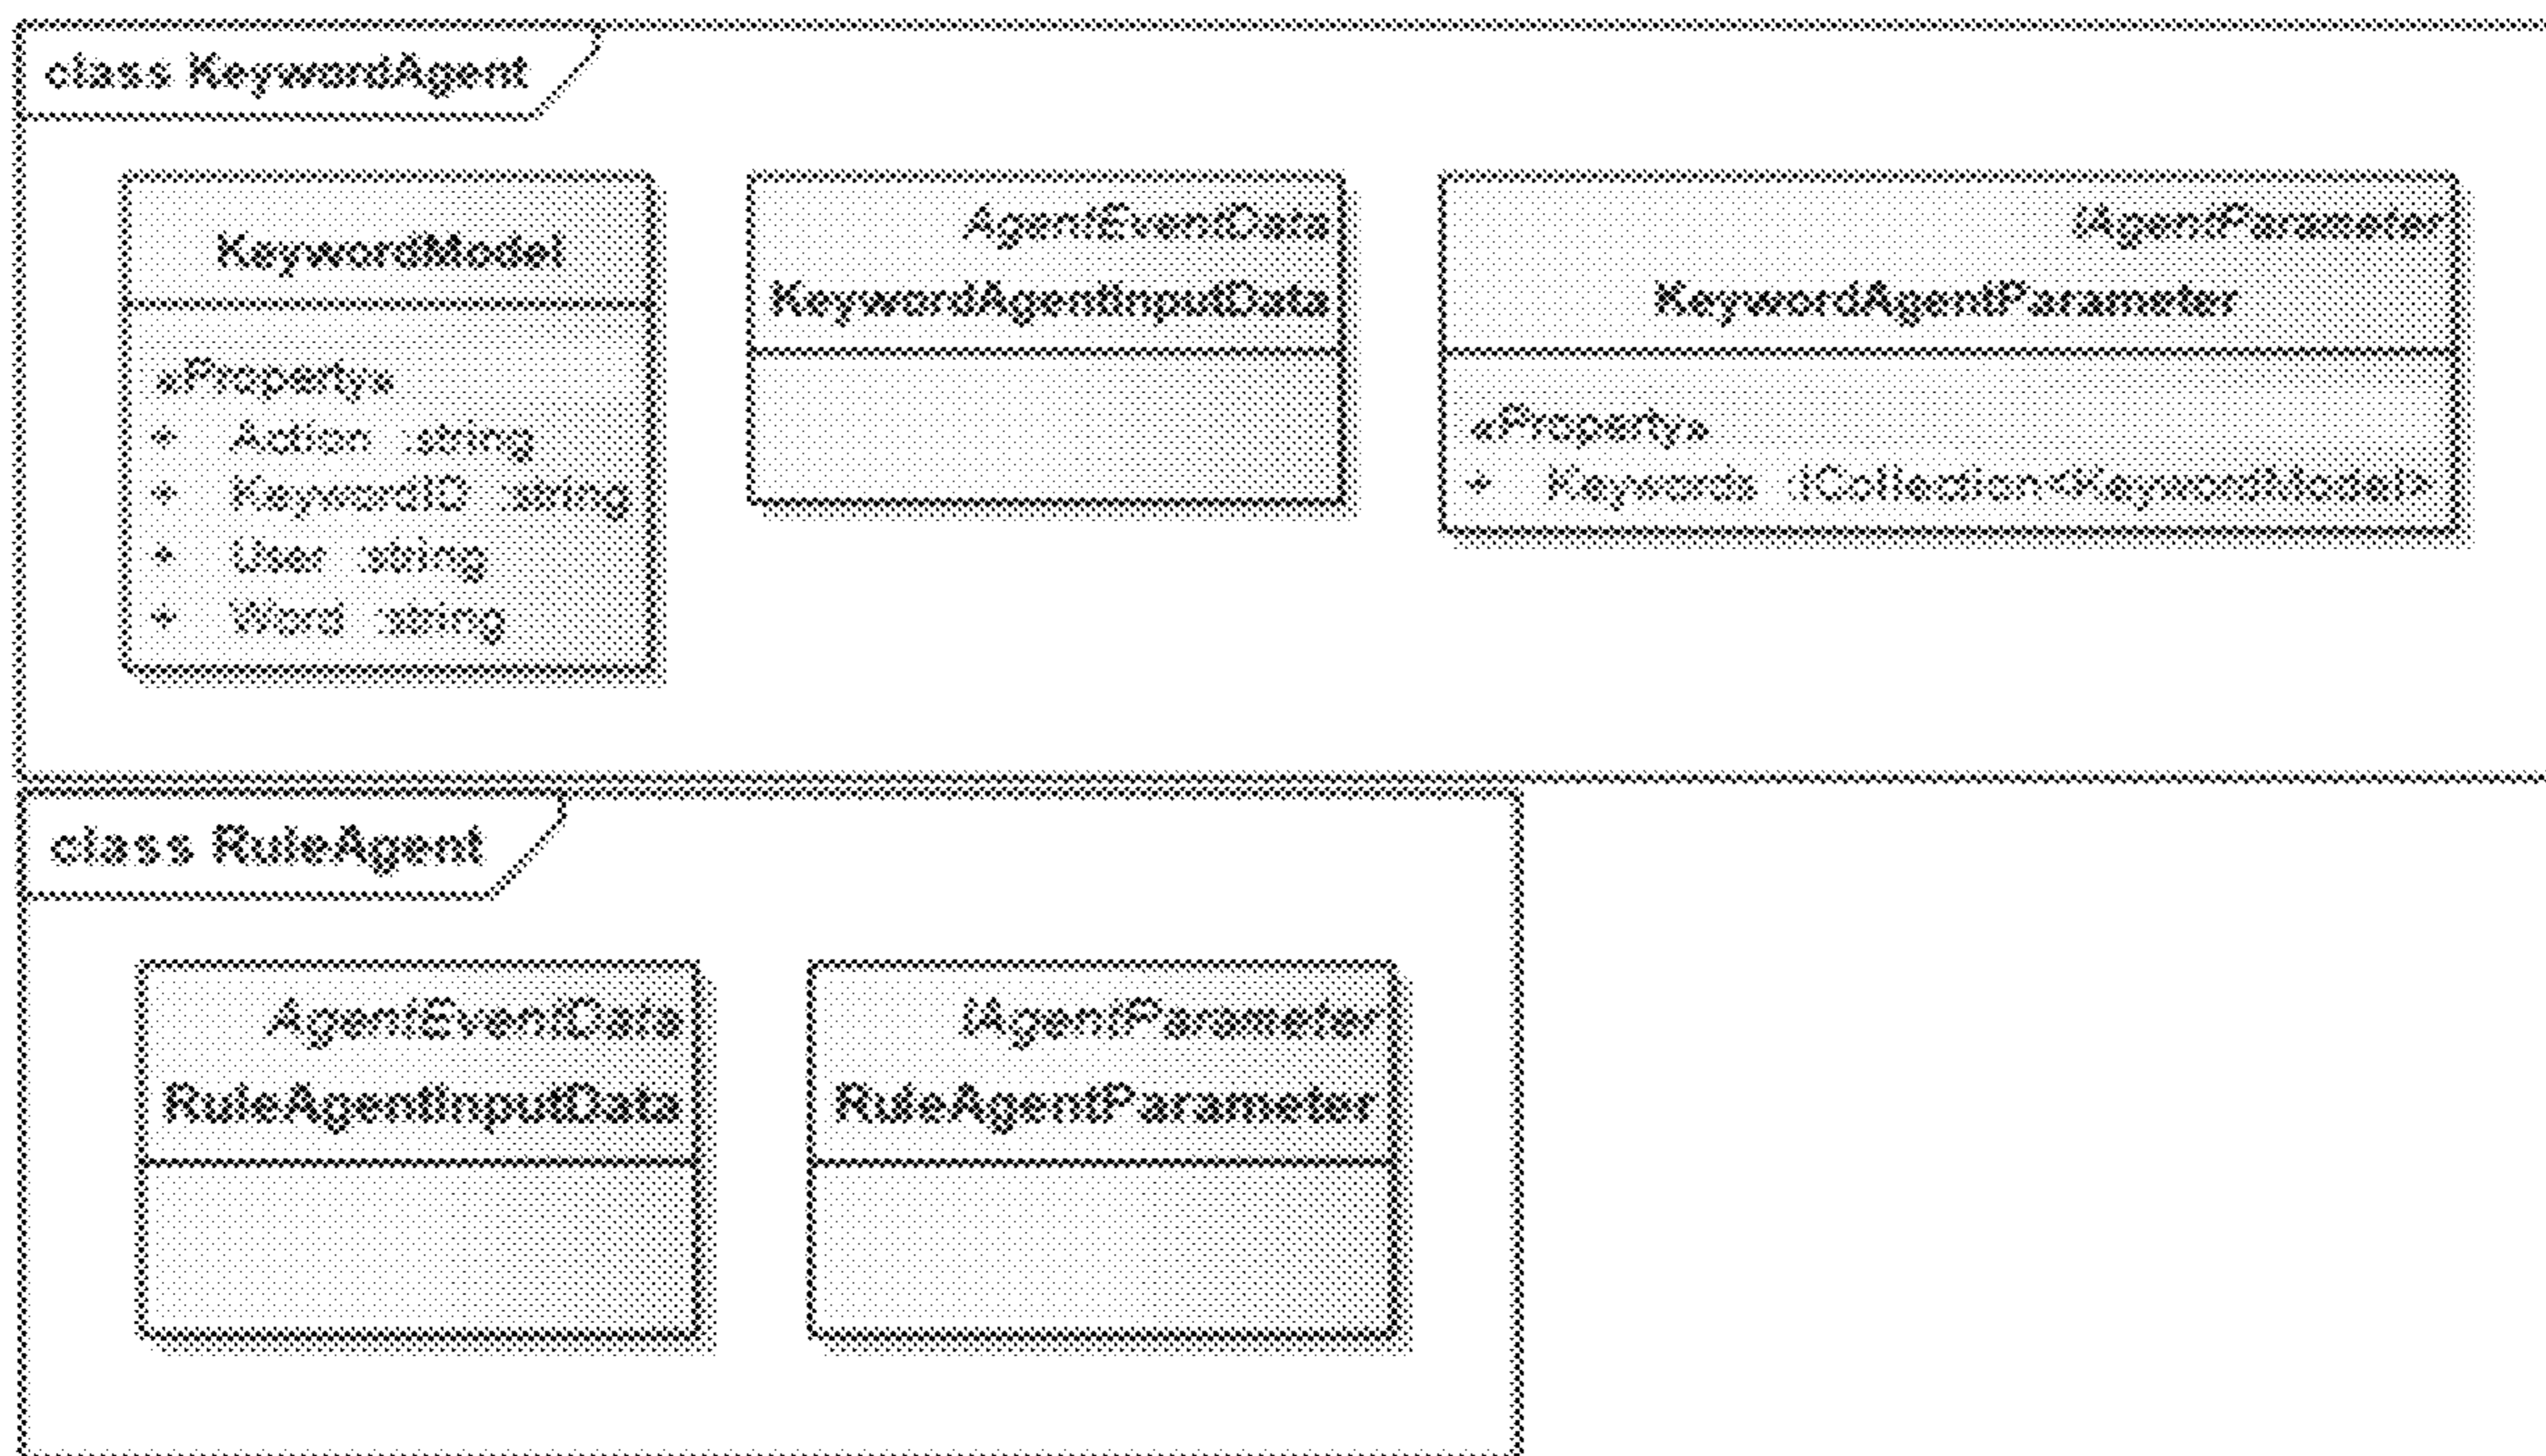 class KeywordAgent
KeywordModel
«Property»
+ Action :string
+ KeywordID :string
+ User :string
+ Word :string
AgentEventData
KeywordAgentInputData
IAgentParameter
KeywordAgentParameter
«Property»
+ Keywords :ICollection<KeywordModel>
class RuleAgent
AgentEventData
RuleAgentInputData
IAgentParameter
RuleAgentParameter